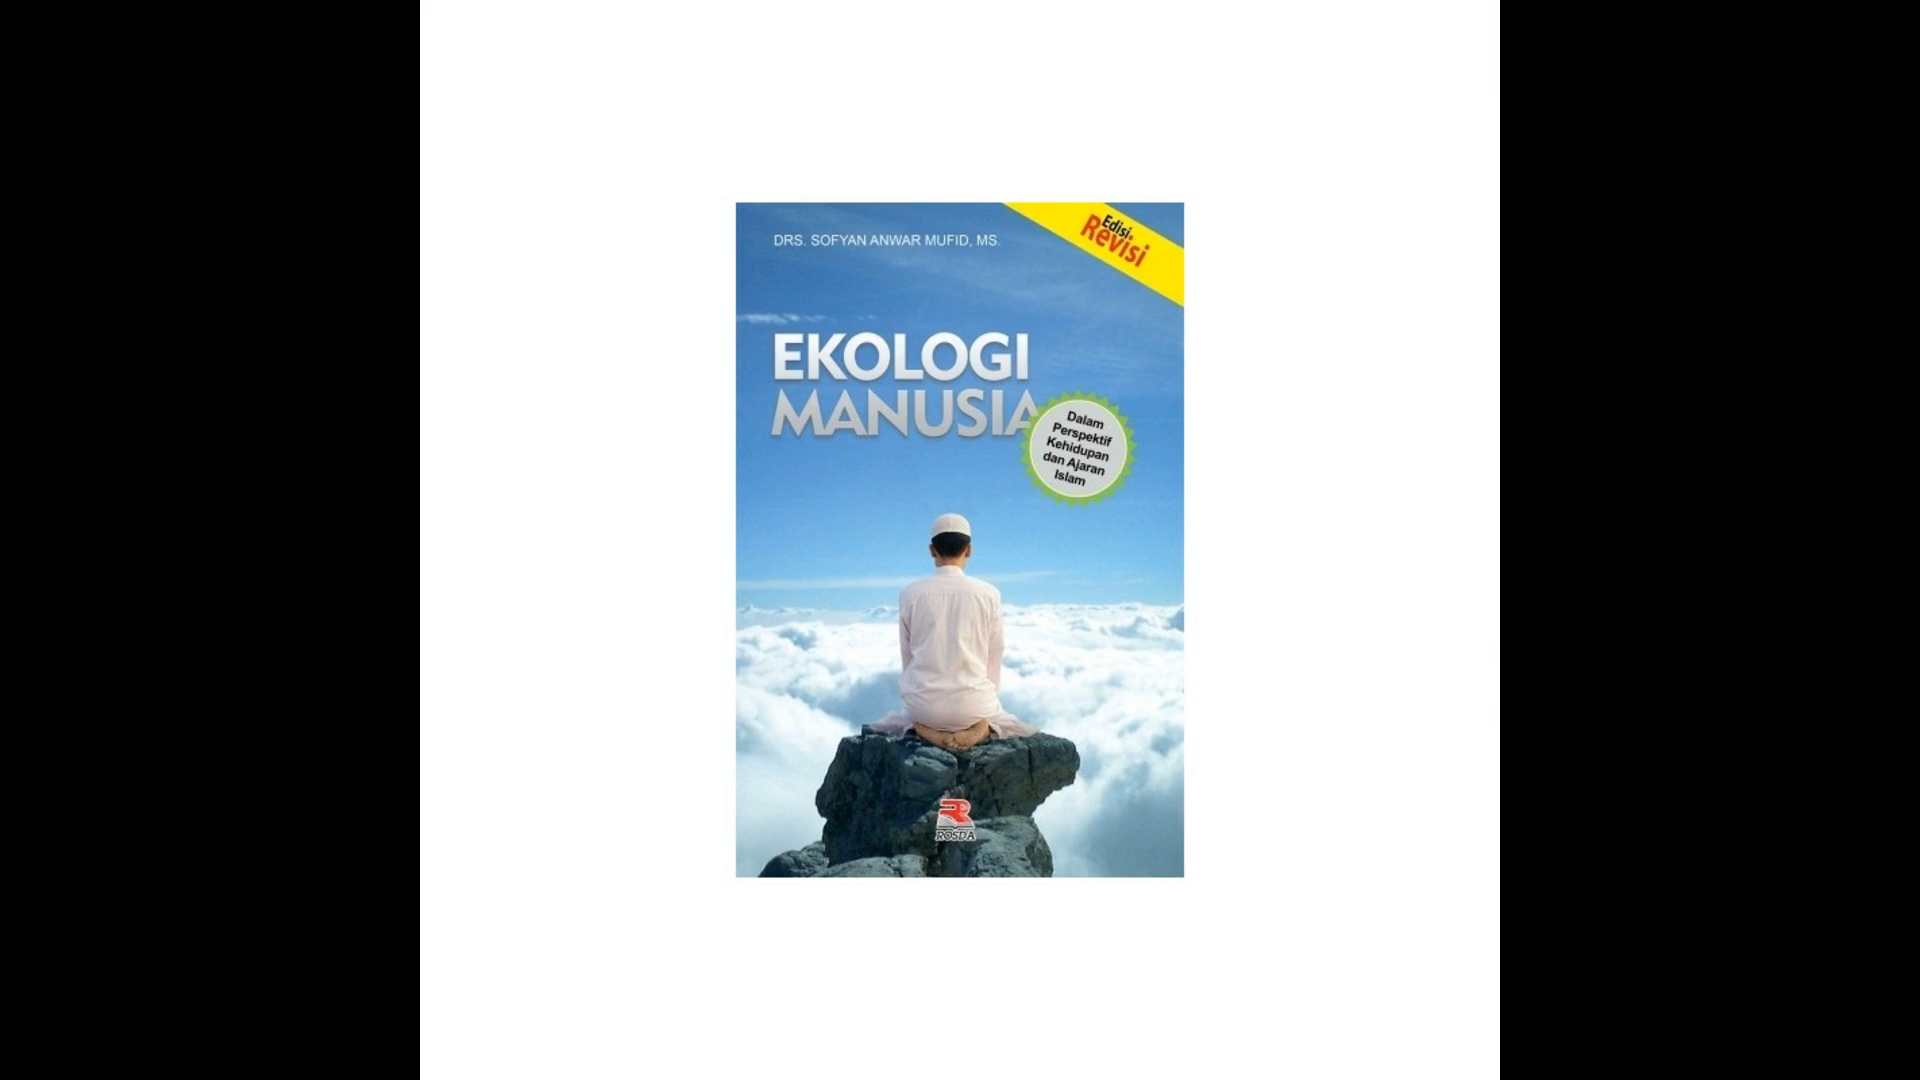 DRS. SOFYAN ANWAR MUFID, MS.
Edisi
Revisi
EKOLOGI
MANUSIA
Dalam
Perspektif
Kehidupan
dan Ajaran
Islam
ROSDA